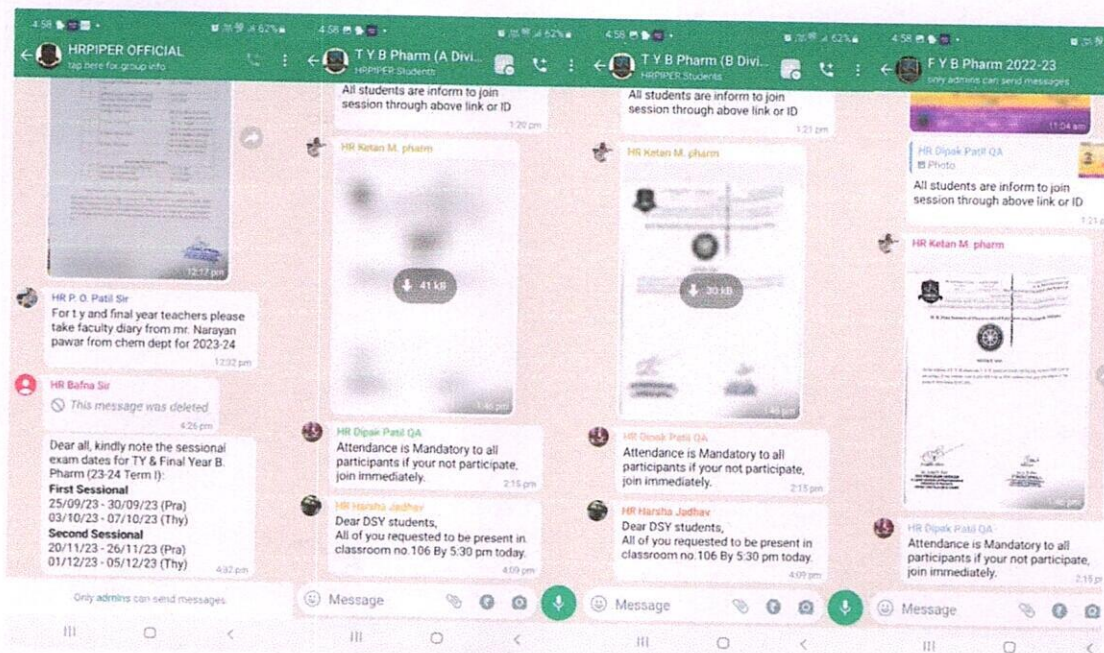 4:58
62%
HRPIPER OFFICIAL
tap here for group info
12:17 pm
HR P. O. Patil Sir
For t y and final year teachers please
take faculty diary from mr. Narayan
pawar from chem dept for 2023-24
12:32 pm
HR Bafna Sir
This message was deleted
4:26 pm
Dear all, kindly note the sessional
exam dates for TY & Final Year B.
Pharm (23-24 Term I):
First Sessional
25/09/23 - 30/09/23 (Pra)
03/10/23 - 07/10/23 (Thy)
Second Sessional
20/11/23 - 26/11/23 (Pra)
01/12/23 - 05/12/23 (Thy)
4:32 pm
Only admins can send messages
4:58
62%
T Y B Pharm (A Divi...
HRPIPER Students
All students are inform to join
session through above link or ID
1:20 pm
HR Ketan M. pharm
41 kB
1:46 pm
HR Dipak Patil QA
Attendance is Mandatory to all
participants if your not participate,
join immediately.
2:15 pm
HR Harsha Jadhav
Dear DSY students,
All of you requested to be present in
classroom no.106 By 5:30 pm today.
4:09 pm
Message
4:58
62%
T Y B Pharm (B Divi...
HRPIPER Students
All students are inform to join
session through above link or ID
1:21 pm
HR Ketan M. pharm
30 kB
1:46 pm
HR Dipak Patil QA
Attendance is Mandatory to all
participants if your not participate,
join immediately.
2:15 pm
HR Harsha Jadhav
Dear DSY students,
All of you requested to be present in
classroom no.106 By 5:30 pm today.
4:09 pm
Message
4:58
F Y B Pharm 2022-23
only admins can send messages
11:04 am
HR Dipak Patil QA
Photo
All students are inform to join
session through above link or ID
1:21 p
HR Ketan M. pharm
HR Dipak Patil QA
Attendance is Mandatory to all
participants if your not participate,
join immediately.
2:15 pm
Message